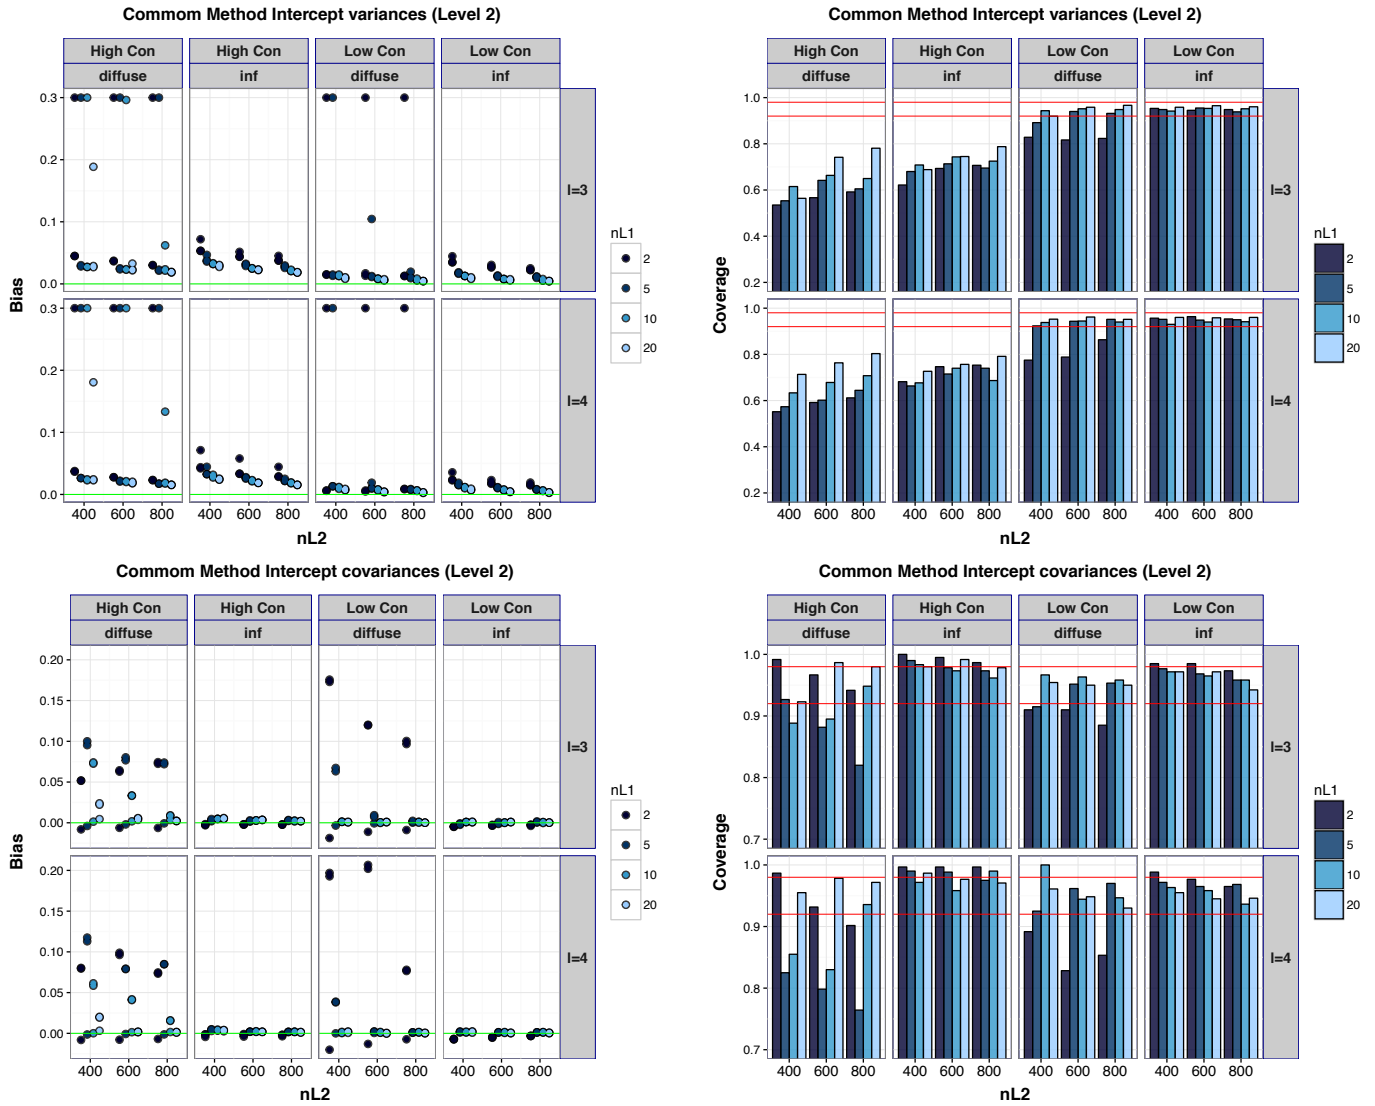 Commom Method Intercept variances (Level 2)
High Con High Con Low Con Low Con
diffuse inf diffuse inf
0.3
0.2
0.1
0.0
l=3
0.3
0.2
0.1
0.0
l=4
Bias
400 600 800 400 600 800 400 600 800 400 600 800
nL2
nL1
2
5
10
20
Common Method Intercept variances (Level 2)
High Con High Con Low Con Low Con
diffuse inf diffuse inf
1.0
0.8
0.6
0.4
0.2
l=3
1.0
0.8
0.6
0.4
0.2
l=4
Coverage
400 600 800 400 600 800 400 600 800 400 600 800
nL2
nL1
2
5
10
20
Commom Method Intercept covariances (Level 2)
High Con High Con Low Con Low Con
diffuse inf diffuse inf
0.20
0.15
0.10
0.05
0.00
l=3
0.20
0.15
0.10
0.05
0.00
l=4
Bias
400 600 800 400 600 800 400 600 800 400 600 800
nL2
nL1
2
5
10
20
Common Method Intercept covariances (Level 2)
High Con High Con Low Con Low Con
diffuse inf diffuse inf
1.0
0.9
0.8
0.7
l=3
1.0
0.9
0.8
0.7
l=4
Coverage
400 600 800 400 600 800 400 600 800 400 600 800
nL2
nL1
2
5
10
20